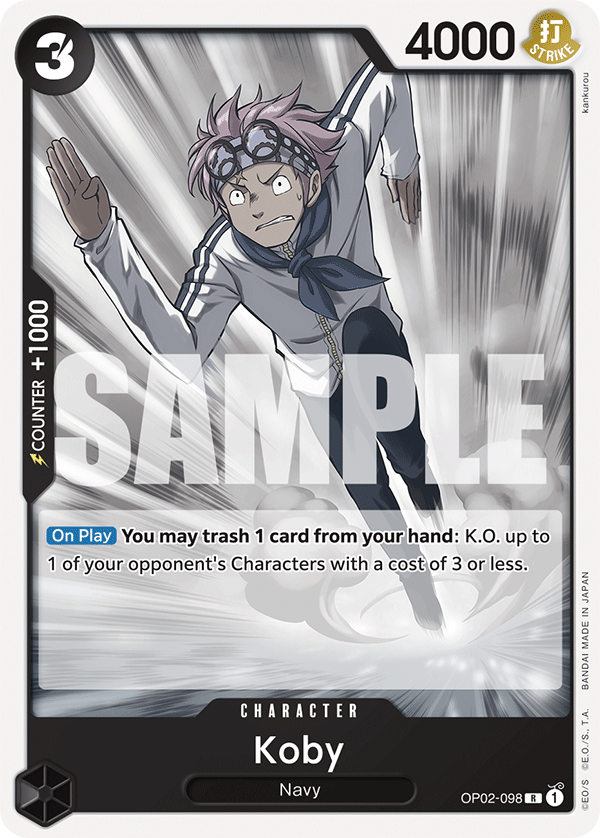 3
4000
打
STRIKE
kankurou
COUNTER +1000
SAMPLE
On Play You may trash 1 card from your hand: K.O. up to
1 of your opponent's Characters with a cost of 3 or less.
CHARACTER
Koby
Navy
OP02-098 R 1
©EO/S ©E.O./S., T.A. BANDAI MADE IN JAPAN